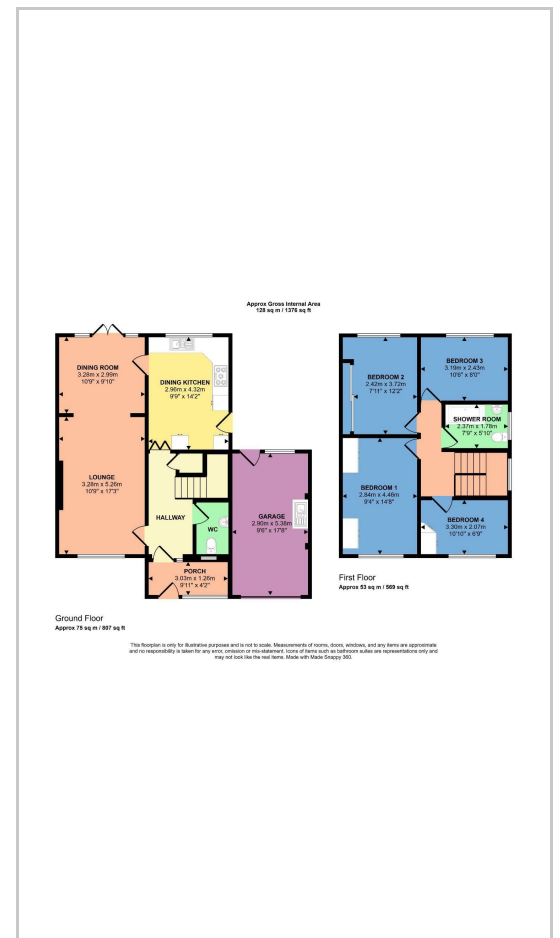 Approx Gross Internal Area
128 sq m / 1376 sq ft
DINING ROOM
3.28m x 2.99m
10'9" x 9'10"
DINING KITCHEN
2.96m x 4.32m
9'9" x 14'2"
LOUNGE
3.28m x 5.26m
10'9" x 17'3"
HALLWAY
WC
GARAGE
2.90m x 5.38m
9'6" x 17'8"
PORCH
3.03m x 1.26m
9'11" x 4'2"
Ground Floor
Approx 75 sq m / 807 sq ft
BEDROOM 2
2.42m x 3.72m
7'11" x 12'2"
BEDROOM 3
3.19m x 2.43m
10'6" x 8'0"
SHOWER ROOM
2.37m x 1.78m
7'9" x 5'10"
BEDROOM 1
2.84m x 4.46m
9'4" x 14'8"
BEDROOM 4
3.30m x 2.07m
10'10" x 6'9"
First Floor
Approx 53 sq m / 569 sq ft
This floorplan is only for illustrative purposes and is not to scale. Measurements of rooms, doors, windows, and any items are approximate
and no responsibility is taken for any error, omission or mis-statement. Icons of items such as bathroom suites are representations only and
may not look like the real items. Made with Made Snappy 360.